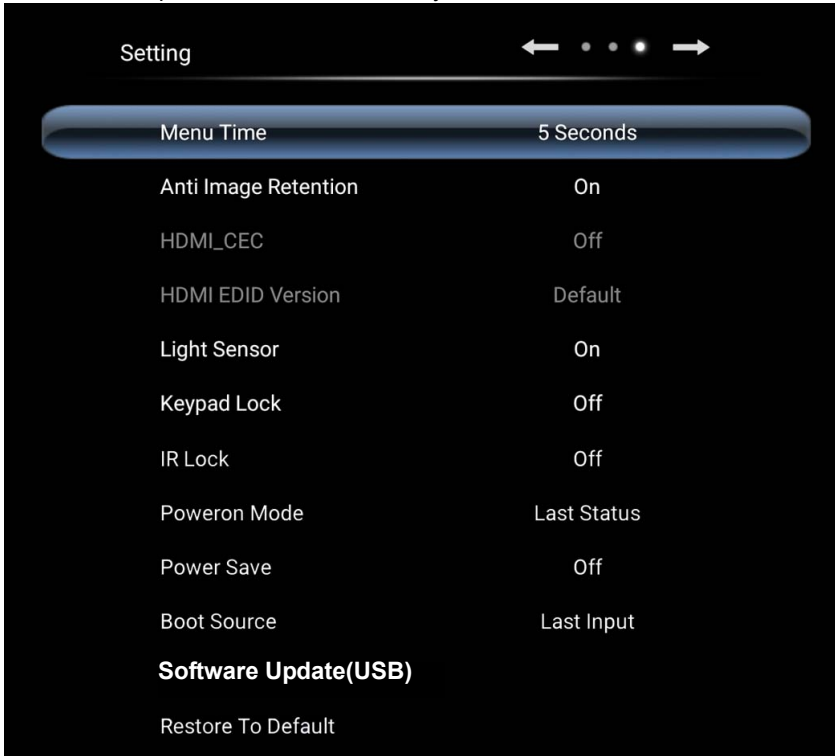 Setting
Menu Time 5 Seconds
Anti Image Retention On
HDMI_CEC Off
HDMI EDID Version Default
Light Sensor On
Keypad Lock Off
IR Lock Off
Poweron Mode Last Status
Power Save Off
Boot Source Last Input
Software Update(USB)
Restore To Default